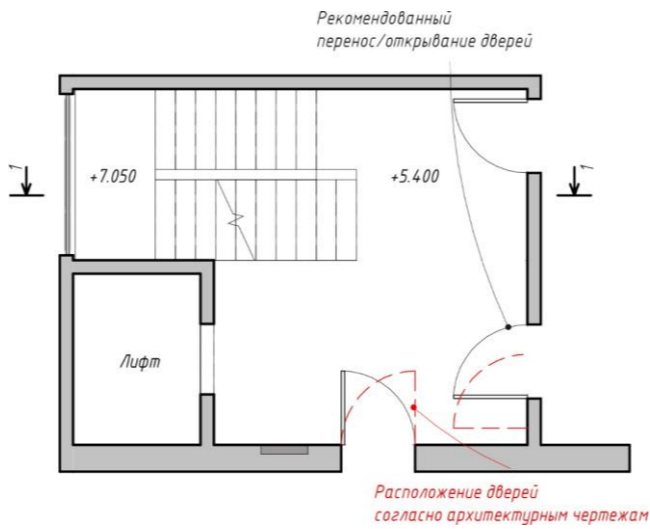 Рекомендованный
перенос/открывание дверей
1
+7.050
+5.400
1
Лифт
Расположение дверей
согласно архитектурным чертежам